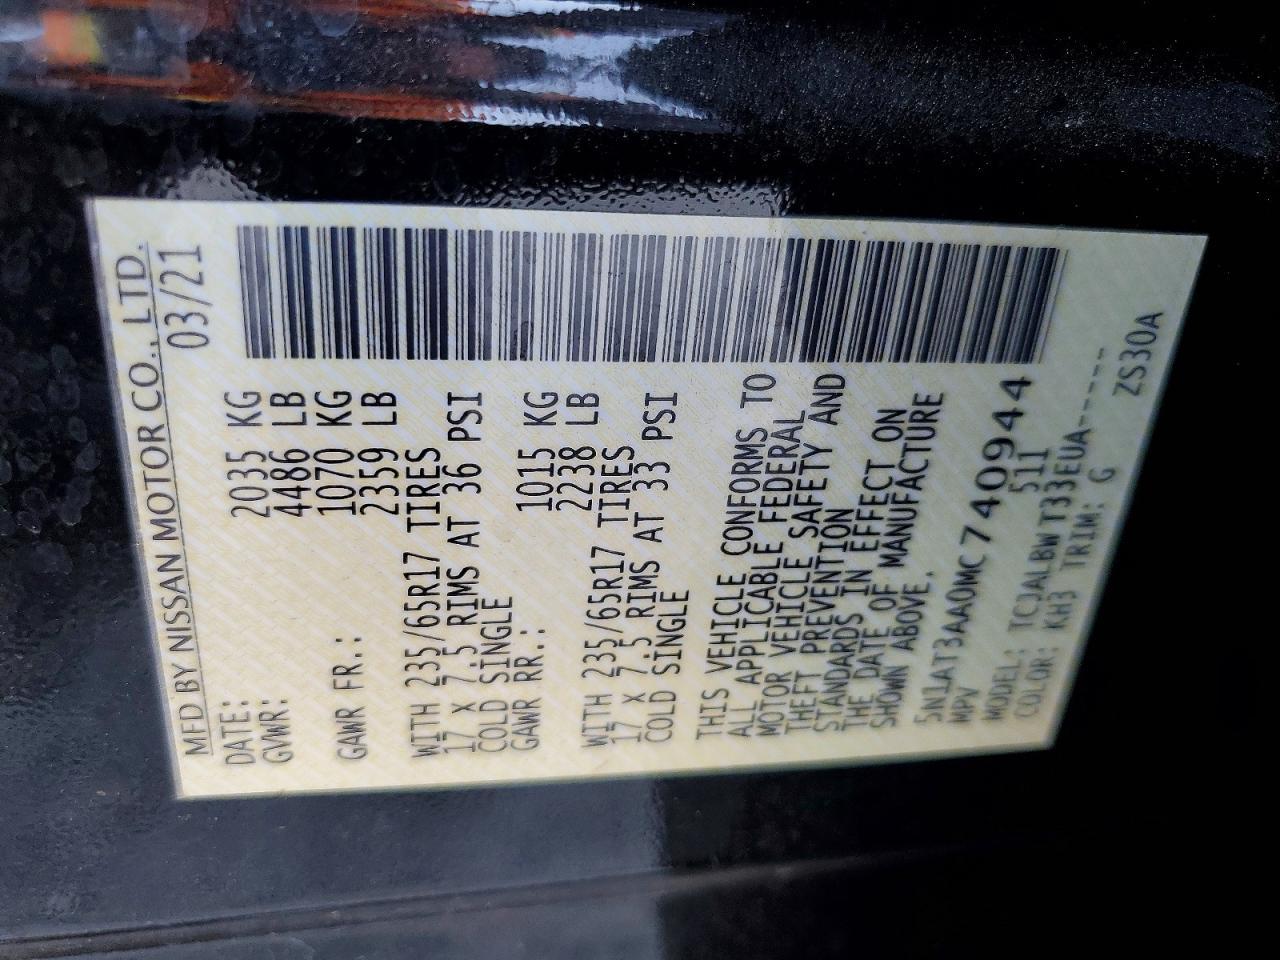 MFD BY NISSAN MOTOR CO., LTD.
DATE: 03/21
GVWR: 2035 KG
4486 LB
GAWR FR.: 1070 KG
2359 LB
WITH 235/65R17 TIRES
17 X 7.5 RIMS AT 36 PSI
COLD SINGLE
GAWR RR.: 1015 KG
2238 LB
WITH 235/65R17 TIRES
17 X 7.5 RIMS AT 33 PSI
COLD SINGLE
THIS VEHICLE CONFORMS TO
ALL APPLICABLE FEDERAL
MOTOR VEHICLE SAFETY AND
THEFT PREVENTION
STANDARDS IN EFFECT ON
THE DATE OF MANUFACTURE
SHOWN ABOVE.
5N1AT3AA0MC740944
MPV 511
MODEL: TCJALBWT33EUA-----
COLOR: KH3 TRIM: G ZS30A